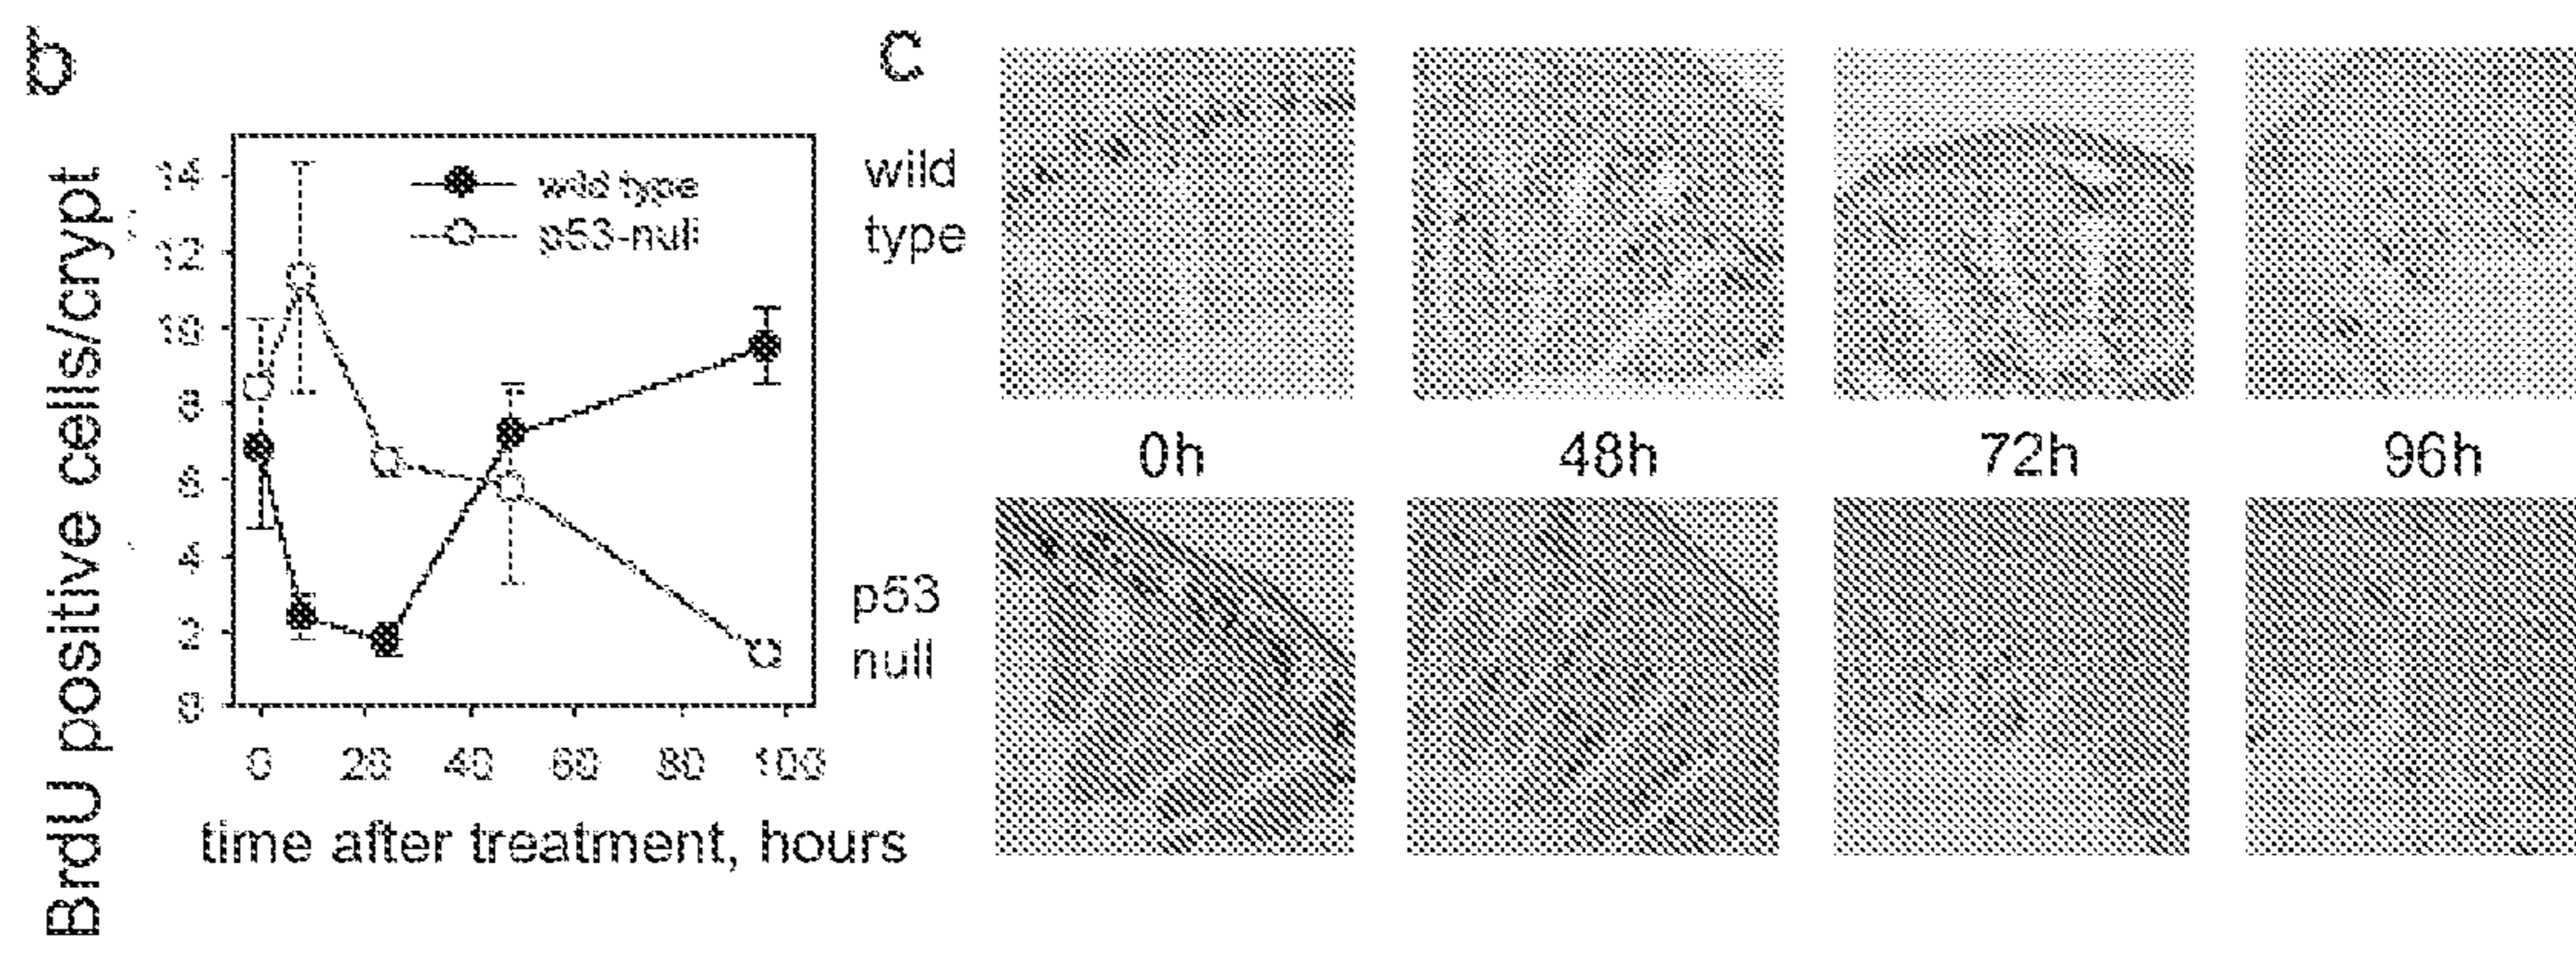 b
BrdU positive cells/crypt
14
12
10
8
6
4
2
0
wild type
p53-null
0 20 40 60 80 100
time after treatment, hours
c
wild
type
0h 48h 72h 96h
p53
null